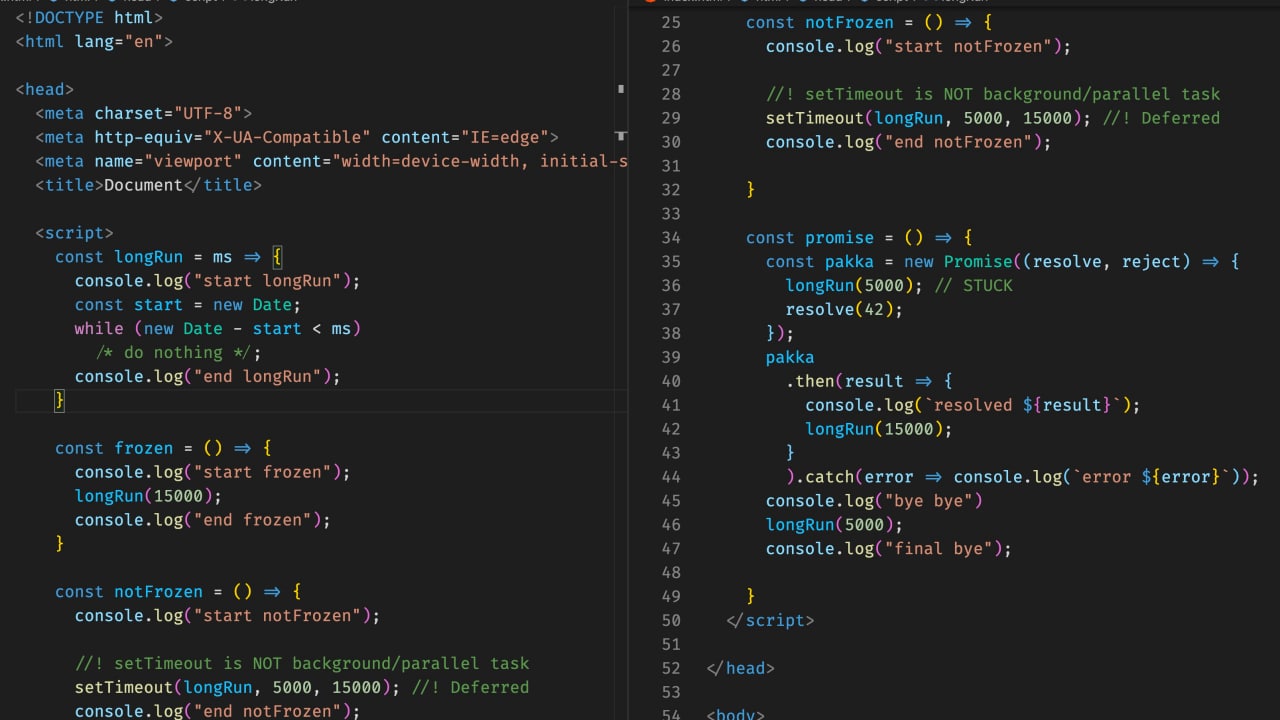 <!DOCTYPE html>
<html lang="en">
<head>
<meta charset="UTF-8">
<meta http-equiv="X-UA-Compatible" content="IE=edge">
<meta name="viewport" content="width=device-width, initial-s
<title>Document</title>
<script>
const longRun = ms => {
console.log("start longRun");
const start = new Date;
while (new Date - start < ms)
/* do nothing */;
console.log("end longRun");
}
const frozen = () => {
console.log("start frozen");
longRun(15000);
console.log("end frozen");
}
const notFrozen = () => {
console.log("start notFrozen");
//! setTimeout is NOT background/parallel task
setTimeout(longRun, 5000, 15000); //! Deferred
console.log("end notFrozen");
25 const notFrozen = () => {
26 console.log("start notFrozen");
27
28 //! setTimeout is NOT background/parallel task
29 setTimeout(longRun, 5000, 15000); //! Deferred
30 console.log("end notFrozen");
31
32 }
33
34 const promise = () => {
35 const pakka = new Promise((resolve, reject) => {
36 longRun(5000); // STUCK
37 resolve(42);
38 });
39 pakka
40 .then(result => {
41 console.log(`resolved ${result}`);
42 longRun(15000);
43 }
44 ).catch(error => console.log(`error ${error}`));
45 console.log("bye bye")
46 longRun(5000);
47 console.log("final bye");
48
49 }
50 </script>
51
52 </head>
53
54 <body>